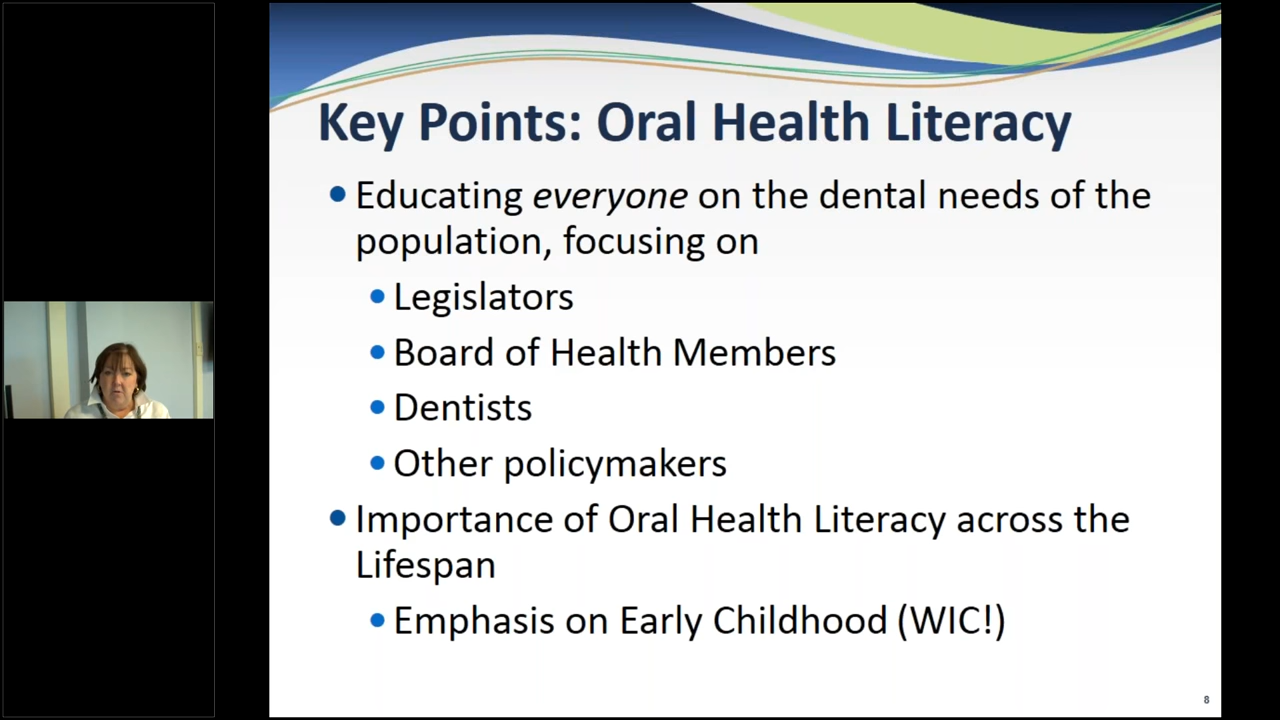 Key Points: Oral Health Literacy
• Educating everyone on the dental needs of the
population, focusing on
• Legislators
• Board of Health Members
• Dentists
• Other policymakers
• Importance of Oral Health Literacy across the
Lifespan
• Emphasis on Early Childhood (WIC!)
8